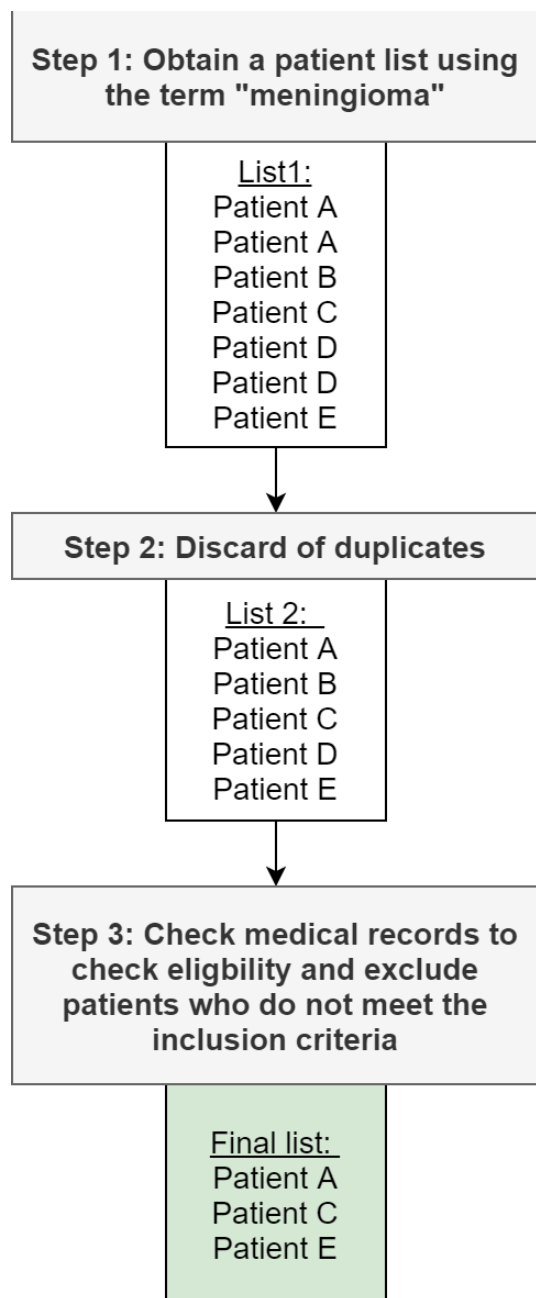 Step 1: Obtain a patient list using
the term "meningioma"
List1:
Patient A
Patient A
Patient B
Patient C
Patient D
Patient D
Patient E
Step 2: Discard of duplicates
List 2:
Patient A
Patient B
Patient C
Patient D
Patient E
Step 3: Check medical records to
check eligbility and exclude
patients who do not meet the
inclusion criteria
Final list:
Patient A
Patient C
Patient E